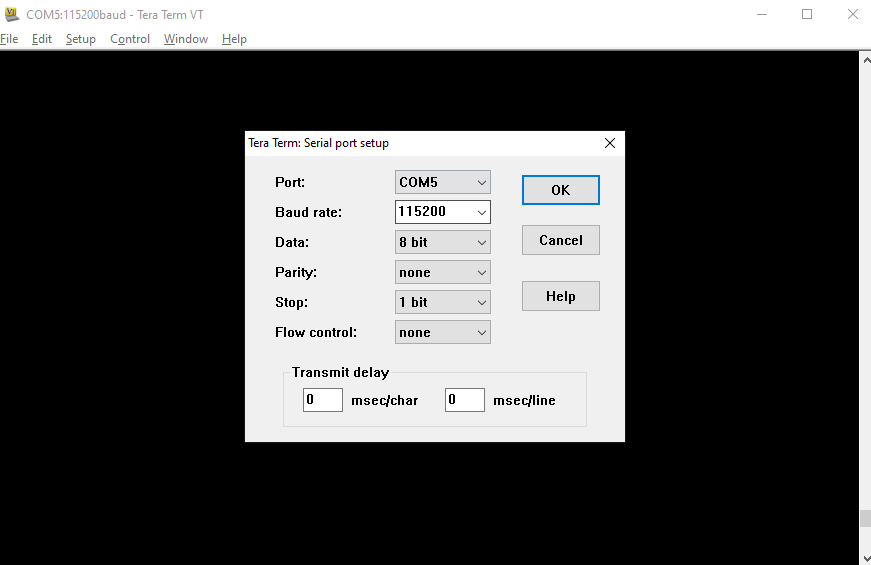 COM5:115200baud - Tera Term VT
File Edit Setup Control Window Help
Tera Term: Serial port setup
Port: COM5 OK
Baud rate: 115200
Data: 8 bit Cancel
Parity: none
Stop: 1 bit Help
Flow control: none
Transmit delay
0 msec/char 0 msec/line